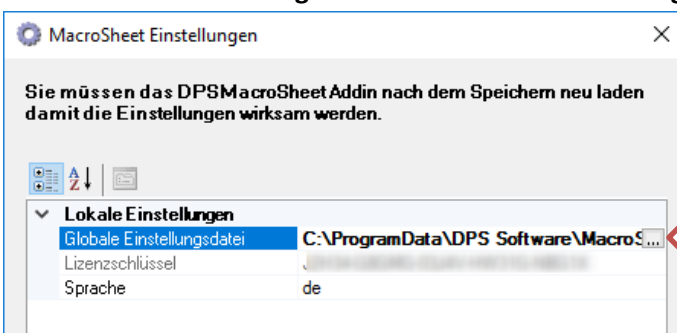 MacroSheet Einstellungen
Sie müssen das DPSMacroSheet Addin nach dem Speichern neu laden
damit die Einstellungen wirksam werden.
Lokale Einstellungen
Globale Einstellungsdatei C:\ProgramData\DPS Software\MacroS ...
Lizenzschlüssel
Sprache de